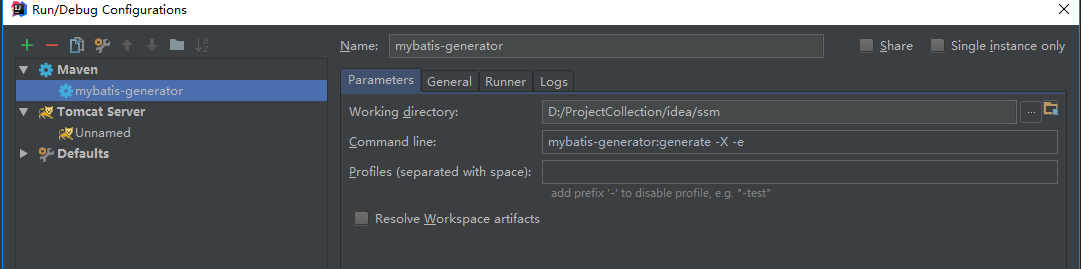 Run/Debug Configurations
Name: mybatis-generator Share Single instance only
Maven
mybatis-generator
Tomcat Server
Unnamed
Defaults
Parameters General Runner Logs
Working directory: D:/ProjectCollection/idea/ssm ...
Command line: mybatis-generator:generate -X -e
Profiles (separated with space):
add prefix '-' to disable profile, e.g. "-test"
Resolve Workspace artifacts